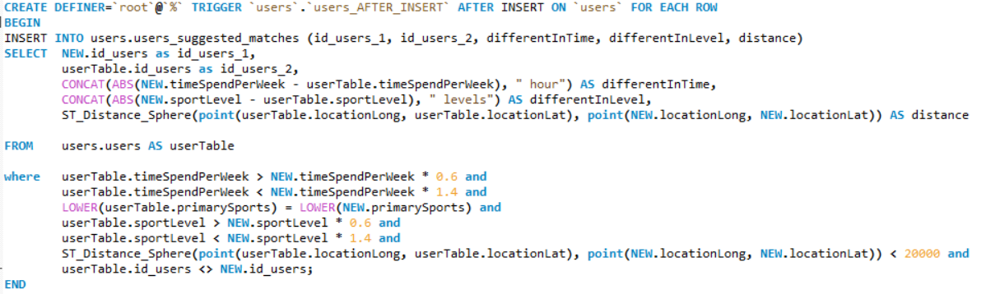 CREATE DEFINER=`root`@`%` TRIGGER `users`.`users_AFTER_INSERT` AFTER INSERT ON `users` FOR EACH ROW
BEGIN
INSERT INTO users.users_suggested_matches (id_users_1, id_users_2, differentInTime, differentInLevel, distance)
SELECT NEW.id_users as id_users_1,
userTable.id_users as id_users_2,
CONCAT(ABS(NEW.timeSpendPerWeek - userTable.timeSpendPerWeek), " hour") AS differentInTime,
CONCAT(ABS(NEW.sportLevel - userTable.sportLevel), " levels") AS differentInLevel,
ST_Distance_Sphere(point(userTable.locationLong, userTable.locationLat), point(NEW.locationLong, NEW.locationLat)) AS distance
FROM users.users AS userTable
where userTable.timeSpendPerWeek > NEW.timeSpendPerWeek * 0.6 and
userTable.timeSpendPerWeek < NEW.timeSpendPerWeek * 1.4 and
LOWER(userTable.primarySports) = LOWER(NEW.primarySports) and
userTable.sportLevel > NEW.sportLevel * 0.6 and
userTable.sportLevel < NEW.sportLevel * 1.4 and
ST_Distance_Sphere(point(userTable.locationLong, userTable.locationLat), point(NEW.locationLong, NEW.locationLat)) < 20000 and
userTable.id_users <> NEW.id_users;
END